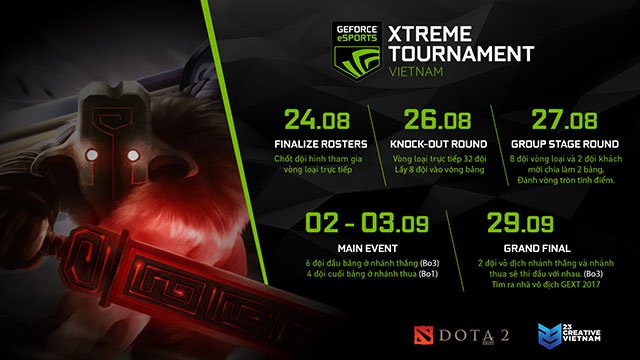 GEFORCE
eSPORTS
XTREME
TOURNAMENT
VIETNAM
24.08
FINALIZE ROSTERS
Chốt đội hình tham gia
vòng loại trực tiếp
26.08
KNOCK-OUT ROUND
Vòng loại trực tiếp 32 đội
Lấy 8 đội vào vòng bảng
27.08
GROUP STAGE ROUND
8 đội vòng loại và 2 đội khách
mời chia làm 2 bảng.
Đánh vòng tròn tính điểm.
02 - 03.09
MAIN EVENT
6 đội đầu bảng ở nhánh thắng (Bo3)
4 đội cuối bảng ở nhánh thua (Bo1)
29.09
GRAND FINAL
2 đội vô địch nhánh thắng và nhánh
thua sẽ thi đấu với nhau. (Bo3)
Tìm ra nhà vô địch GEXT 2017
DOTA 2
23
CREATIVE
VIETNAM